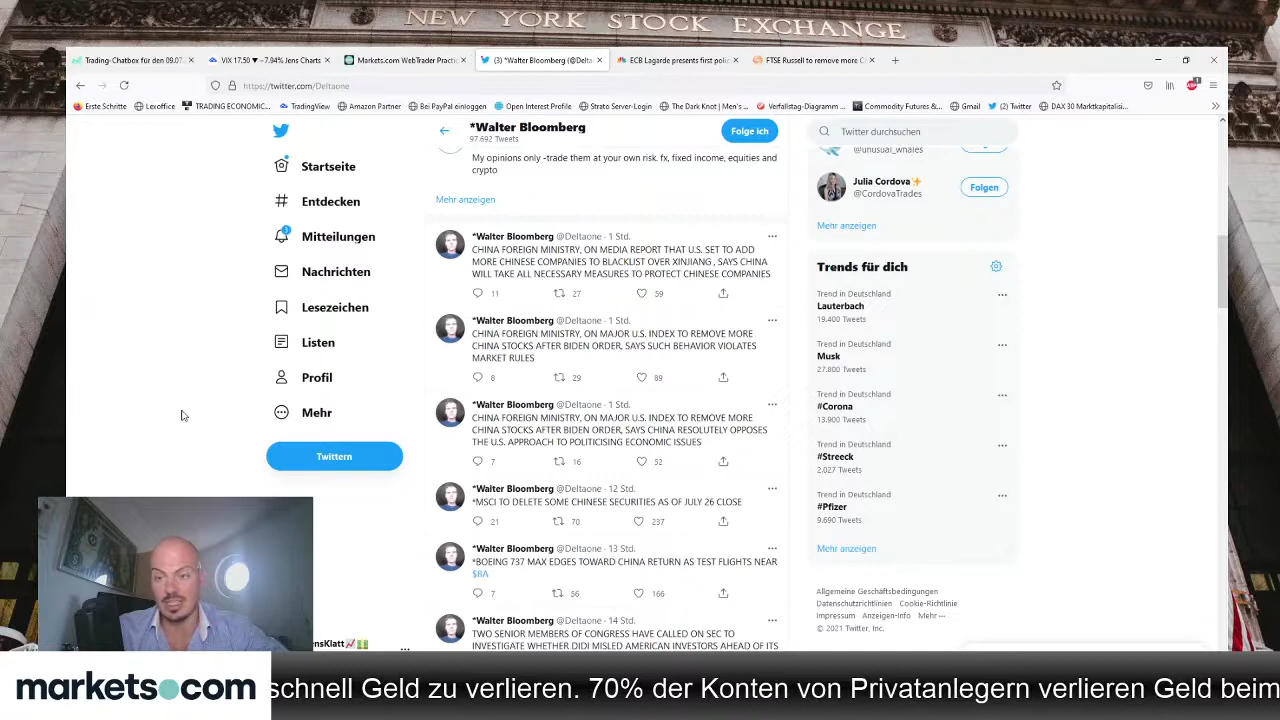 NEW YORK STOCK EXCHANGE
Trading-Chatbox für den 09.07.
VIX 17.50 ▼ −7.94% Jens Charts
Markets.com WebTrader Practic
(3) *Walter Bloomberg (@Delta
ECB Lagarde presents first poli
FTSE Russell to remove more C
https://twitter.com/Deltaone
Erste Schritte
Lexoffice
TRADING ECONOMIC...
TradingView
Amazon Partner
Bei PayPal einloggen
Open Interest Profile
Strato Server-Login
The Dark Knot | Men's ...
Verfallstag-Diagramm ...
Commodity Futures &...
Gmail
(2) Twitter
DAX 30 Marktkapitalisi...
Startseite
Entdecken
Mitteilungen
3
Nachrichten
Lesezeichen
Listen
Profil
Mehr
Twittern
JensKlatt
*Walter Bloomberg
97.692 Tweets
Folge ich
My opinions only -trade them at your own risk. fx, fixed income, equities and
crypto
Mehr anzeigen
*Walter Bloomberg @Deltaone · 1 Std.
CHINA FOREIGN MINISTRY, ON MEDIA REPORT THAT U.S. SET TO ADD
MORE CHINESE COMPANIES TO BLACKLIST OVER XINJIANG , SAYS CHINA
WILL TAKE ALL NECESSARY MEASURES TO PROTECT CHINESE COMPANIES
11 27 59
*Walter Bloomberg @Deltaone · 1 Std.
CHINA FOREIGN MINISTRY, ON MAJOR U.S. INDEX TO REMOVE MORE
CHINA STOCKS AFTER BIDEN ORDER, SAYS SUCH BEHAVIOR VIOLATES
MARKET RULES
8 29 89
*Walter Bloomberg @Deltaone · 1 Std.
CHINA FOREIGN MINISTRY, ON MAJOR U.S. INDEX TO REMOVE MORE
CHINA STOCKS AFTER BIDEN ORDER, SAYS CHINA RESOLUTELY OPPOSES
THE U.S. APPROACH TO POLITICISING ECONOMIC ISSUES
7 16 52
*Walter Bloomberg @Deltaone · 12 Std.
*MSCI TO DELETE SOME CHINESE SECURITIES AS OF JULY 26 CLOSE
21 70 237
*Walter Bloomberg @Deltaone · 13 Std.
*BOEING 737 MAX EDGES TOWARD CHINA RETURN AS TEST FLIGHTS NEAR
$BA
7 56 166
*Walter Bloomberg @Deltaone · 14 Std.
TWO SENIOR MEMBERS OF CONGRESS HAVE CALLED ON SEC TO
INVESTIGATE WHETHER DIDI MISLED AMERICAN INVESTORS AHEAD OF ITS
Twitter durchsuchen
@unusual_whales
Julia Cordova
@CordovaTrades
Folgen
Mehr anzeigen
Trends für dich
Trend in Deutschland
Lauterbach
19.400 Tweets
Trend in Deutschland
Musk
27.800 Tweets
Trend in Deutschland
#Corona
13.900 Tweets
Trend in Deutschland
#Streeck
2.027 Tweets
Trend in Deutschland
#Pfizer
9.690 Tweets
Mehr anzeigen
Allgemeine Geschäftsbedingungen
Datenschutzrichtlinien Cookie-Richtlinie
Impressum Anzeigen-Info Mehr ···
© 2021 Twitter, Inc.
markets.com
schnell Geld zu verlieren. 70% der Konten von Privatanlegern verlieren Geld beim